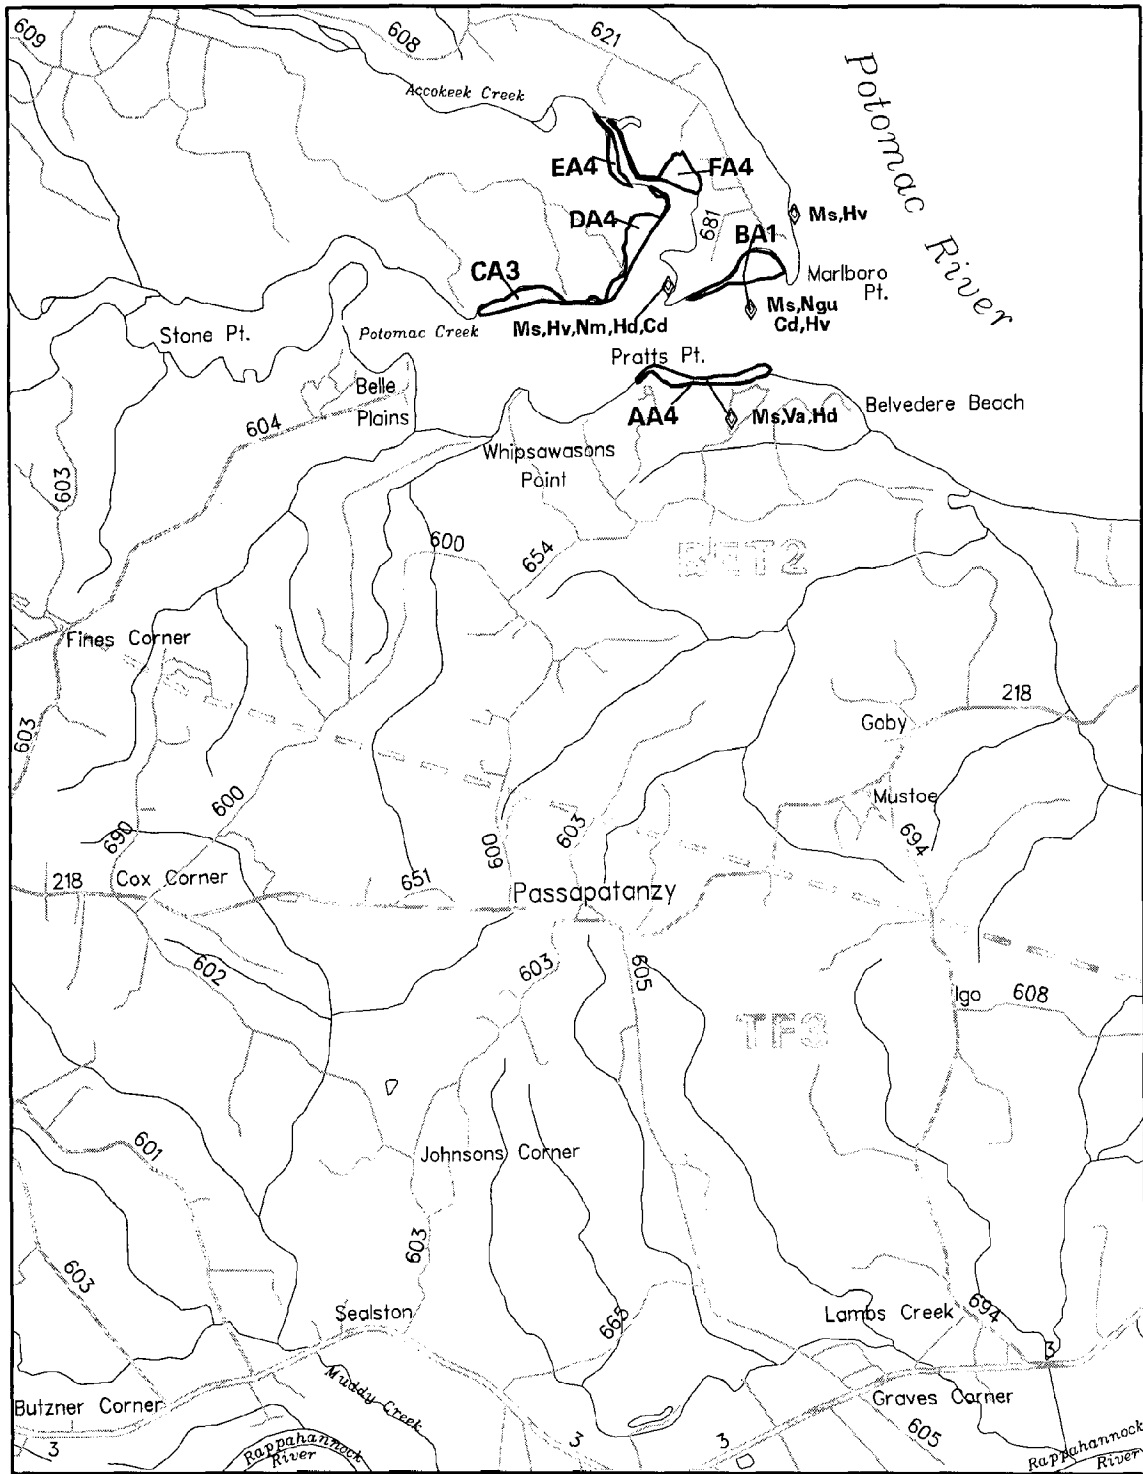 609
608
621
Potomac River
Accokeek Creek
EA4
FA4
DA4
681
Ms,Hv
BA1
CA3
Marlboro
Pt.
Ms,Ngu
Cd,Hv
Stone Pt.
Potomac Creek
Ms,Hv,Nm,Hd,Cd
Pratts Pt.
Belle
Plains
604
AA4
Ms,Va,Hd
Belvedere Beach
Whipsawasons
Point
603
600
654
Fines Corner
603
218
Goby
600
Mustoe
690
600
603
694
218
Cox Corner
651
Passapatanzy
602
603
605
Igo
608
TF3
601
Johnsons Corner
603
603
Sealston
665
Lambs Creek
694
3
Butzner Corner
Muddy Creek
Graves Corner
3
Rappahannock
River
3
3
605
Rappahannock
River